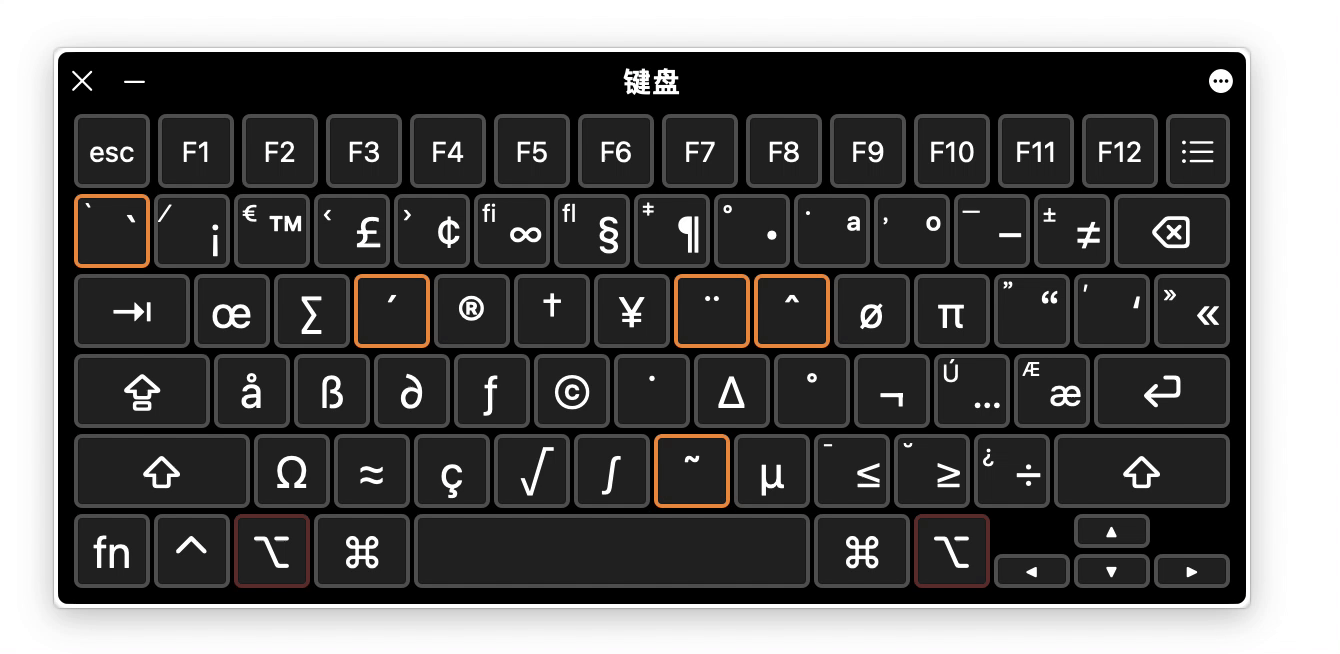 键盘
esc F1 F2 F3 F4 F5 F6 F7 F8 F9 F10 F11 F12
` ` ⁄ ¡ € ™ ‹ £ › ¢ fi ∞ fl § ‡ ¶ ° • · ª ‚ º — – ± ≠
œ ∑ ´ ® † ¥ ¨ ˆ ø π ” “ ’ ‘ » «
å ß ∂ ƒ © ˙ ∆ ˚ ¬ Ú … Æ æ
Ω ≈ ç √ ∫ ˜ µ ¯ ≤ ˘ ≥ ¿ ÷
fn ⌃ ⌥ ⌘ ⌘ ⌥